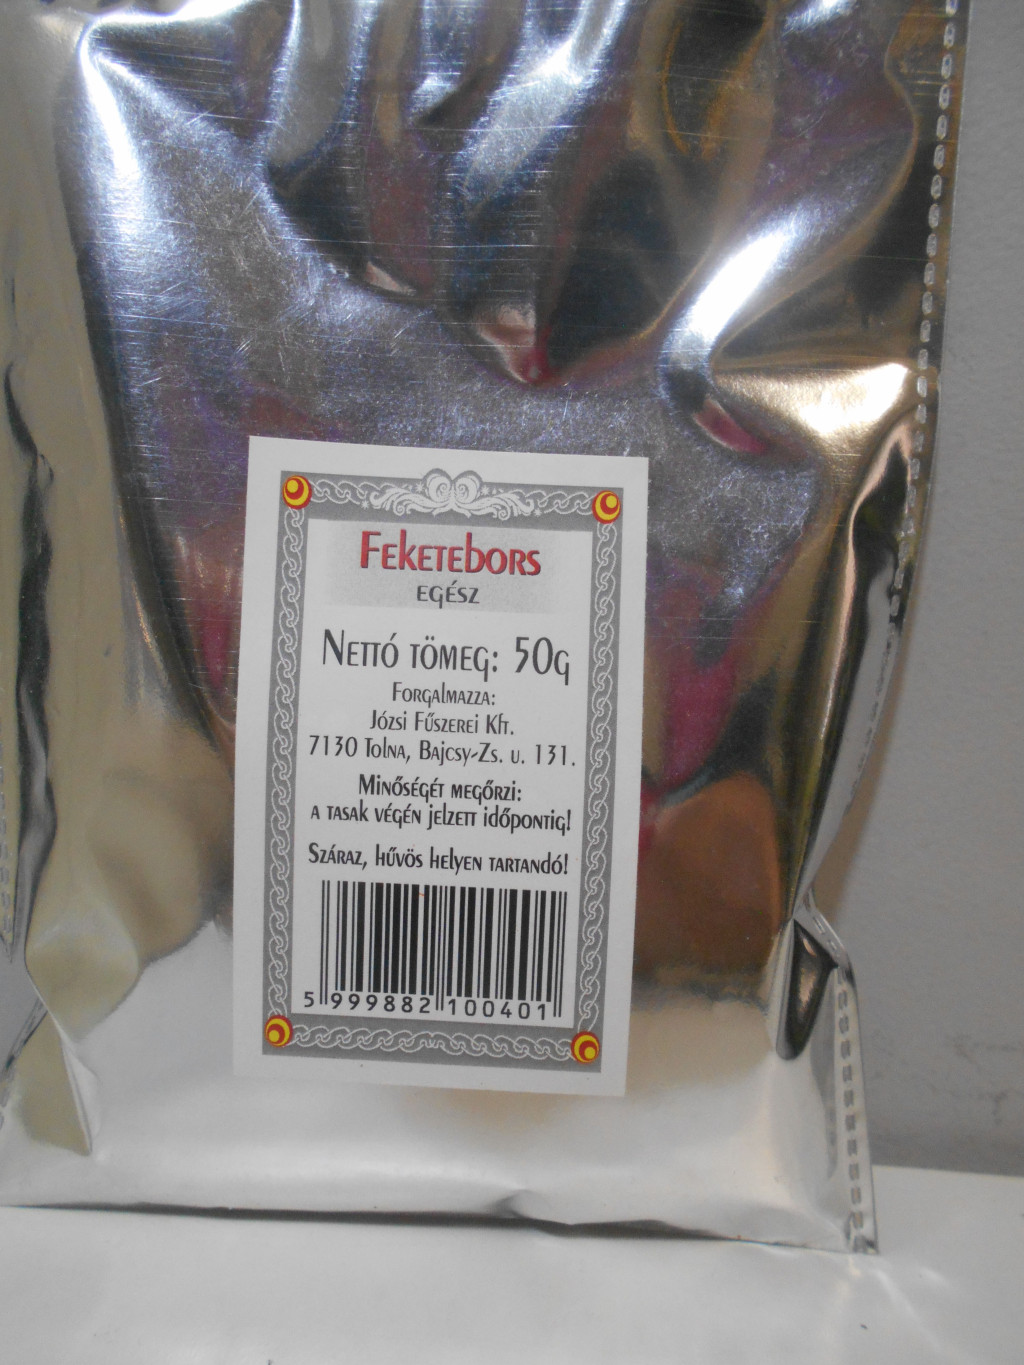 Feketebors
egész
Nettó tömeg: 50g
Forgalmazza:
Józsi Fűszerei Kft.
7130 Tolna, Bajcsy-Zs. u. 131.
Minőségét megőrzi:
a tasak végén jelzett időpontig!
Száraz, hűvös helyen tartandó!
5 999882 100401